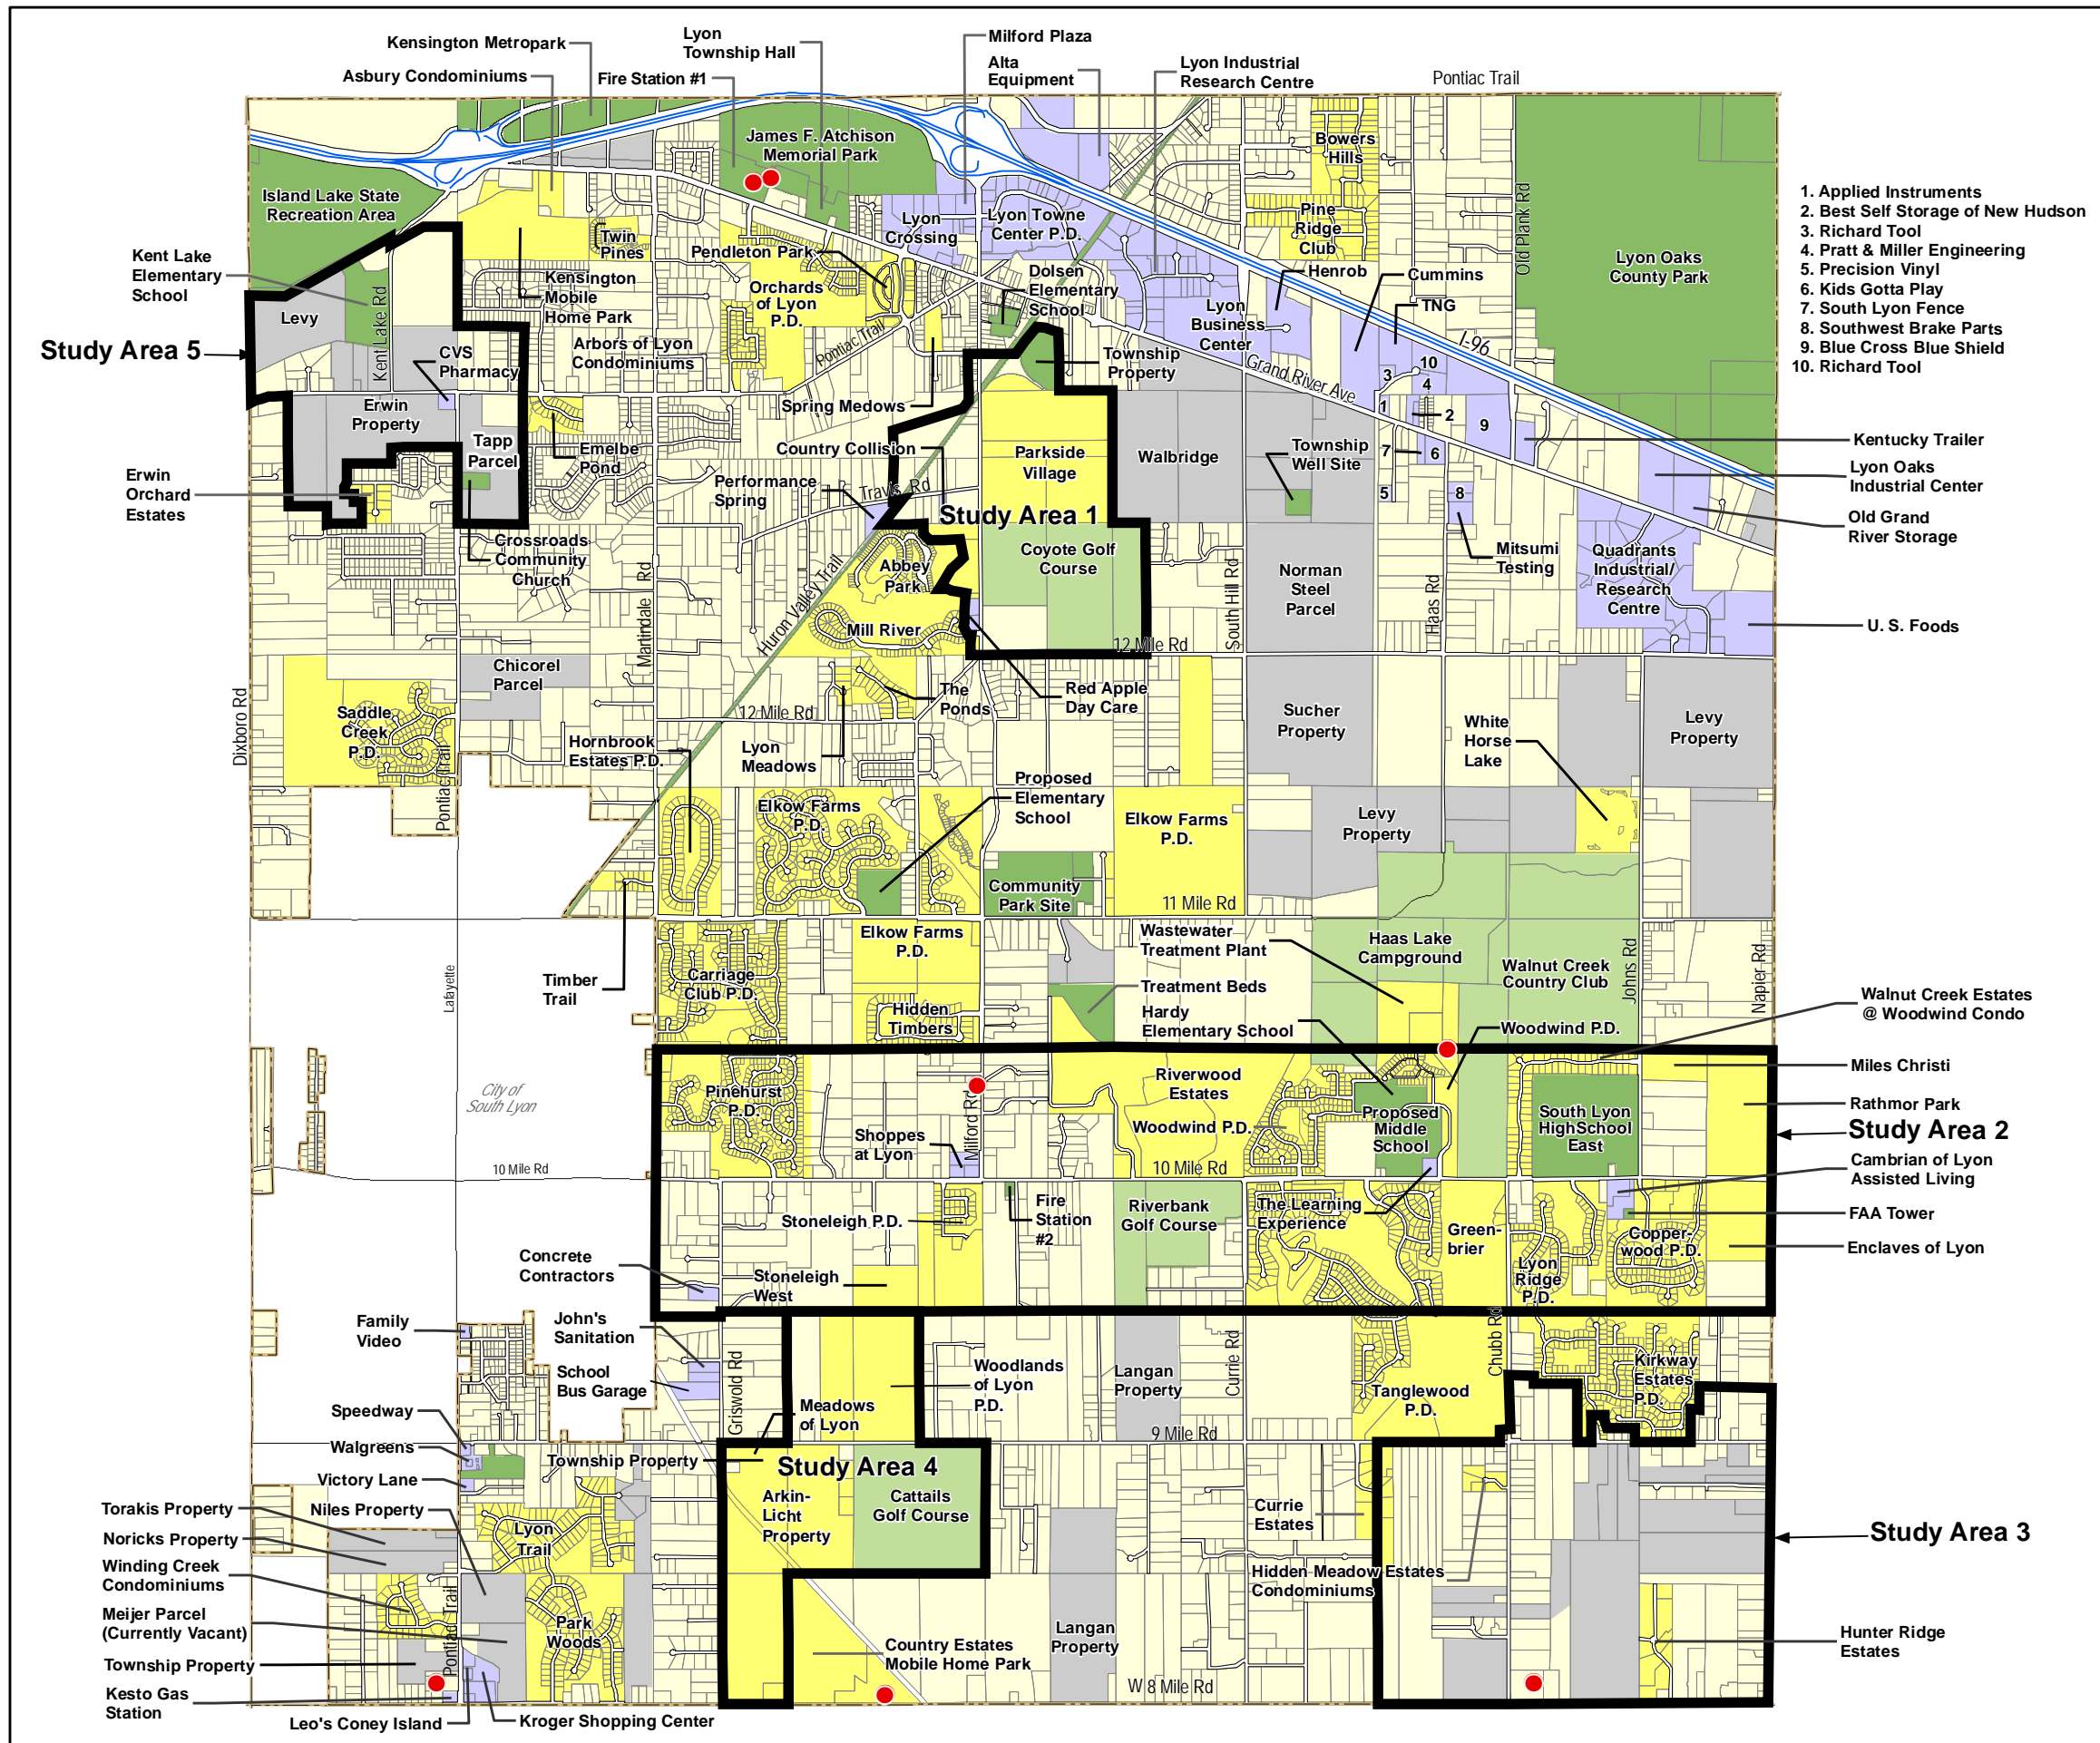 Kensington Metropark
Lyon
Township Hall
Milford Plaza
Asbury Condominiums
Fire Station #1
Alta
Equipment
Lyon Industrial
Research Centre
Pontiac Trail
James F. Atchison
Memorial Park
Bowers
Hills
Island Lake State
Recreation Area
Twin
Pines
Pendleton Park
Lyon
Crossing
Lyon Towne
Center P.D.
Pine
Ridge
Club
Old Plank Rd
Lyon Oaks
County Park
1. Applied Instruments
2. Best Self Storage of New Hudson
3. Richard Tool
4. Pratt & Miller Engineering
5. Precision Vinyl
6. Kids Gotta Play
7. South Lyon Fence
8. Southwest Brake Parts
9. Blue Cross Blue Shield
10. Richard Tool
Kent Lake
Elementary
School
Kent Lake Rd
Levy
Kensington
Mobile
Home Park
Orchards
of Lyon
P.D.
Dolsen
Elementary
School
Henrob
Cummins
TNG
Lyon
Business
Center
I-96
Study Area 5
CVS
Pharmacy
Arbors of Lyon
Condominiums
Pontiac Trail
Township
Property
Grand River Ave
10
3
4
1
2
9
7
6
5
8
Erwin
Property
Tapp
Parcel
Spring Medows
Emelbe
Pond
Country Collision
Parkside
Village
Walbridge
Township
Well Site
Kentucky Trailer
Lyon Oaks
Industrial Center
Old Grand
River Storage
Erwin
Orchard
Estates
Performance
Spring
Travis Rd
Study Area 1
Crossroads
Community
Church
Martindale Rd
Huron Valley Trail
Abbey
Park
Coyote Golf
Course
South Hill Rd
Norman
Steel
Parcel
Haas Rd
Mitsumi
Testing
Quadrants
Industrial/
Research
Centre
U. S. Foods
Mill River
12 Mile Rd
Chicorel
Parcel
The
Ponds
Red Apple
Day Care
Dixboro Rd
Saddle
Creek
P.D.
Pontiac Trail
12 Mile Rd
Hornbrook
Estates P.D.
Lyon
Meadows
Sucher
Property
White
Horse
Lake
Levy
Property
Elkow Farms
P.D.
Proposed
Elementary
School
Elkow Farms
P.D.
Levy
Property
Community
Park Site
11 Mile Rd
Lafayette
Timber
Trail
Carriage
Club P.D.
Elkow Farms
P.D.
Hidden
Timbers
Wastewater
Treatment Plant
Treatment Beds
Hardy
Elementary School
Haas Lake
Campground
Walnut Creek
Country Club
Woodwind P.D.
Johns Rd
Napier Rd
Walnut Creek Estates
@ Woodwind Condo
City of
South Lyon
Pinehurst
P.D.
Milford Rd
Riverwood
Estates
Woodwind P.D.
Proposed
Middle
School
South Lyon
HighSchool
East
Miles Christi
Rathmor Park
Study Area 2
Shoppes
at Lyon
10 Mile Rd
10 Mile Rd
Cambrian of Lyon
Assisted Living
FAA Tower
Enclaves of Lyon
Stoneleigh P.D.
Fire
Station
#2
Riverbank
Golf Course
The Learning
Experience
Green-
brier
Lyon
Ridge
P.D.
Copper-
wood P.D.
Concrete
Contractors
Stoneleigh
West
Family
Video
John's
Sanitation
School
Bus Garage
Griswold Rd
Woodlands
of Lyon
P.D.
Langan
Property
Currie Rd
Chubb Rd
Tanglewood
P.D.
Kirkway
Estates
P.D.
Speedway
Walgreens
Victory Lane
Township Property
Meadows
of Lyon
9 Mile Rd
Study Area 4
Torakis Property
Noricks Property
Winding Creek
Condominiums
Meijer Parcel
(Currently Vacant)
Township Property
Kesto Gas
Station
Niles Property
Lyon
Trail
Arkin-
Licht
Property
Cattails
Golf Course
Currie
Estates
Hidden Meadow Estates
Condominiums
Study Area 3
Pontiac Trail
Park
Woods
Country Estates
Mobile Home Park
Langan
Property
Hunter Ridge
Estates
W 8 Mile Rd
Leo's Coney Island
Kroger Shopping Center